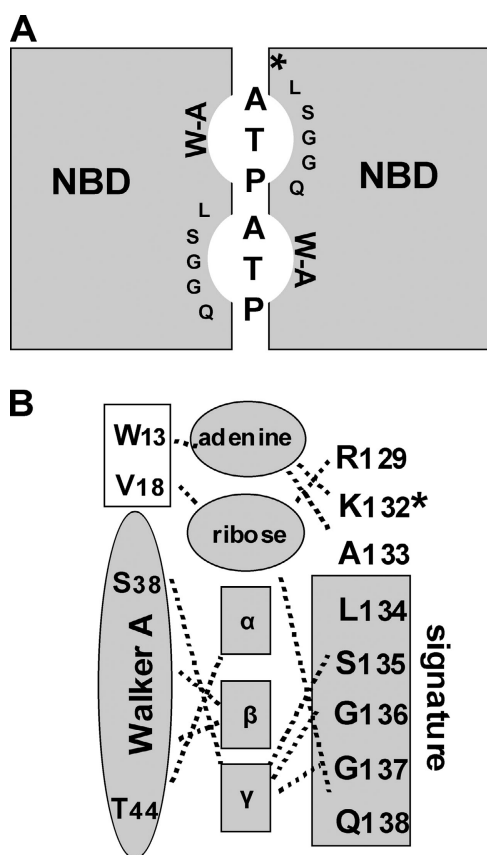 A
*
L
S
G
G
Q
W-A
A
T
P
NBD
NBD
L
S
G
G
Q
A
T
P
W-A
B
W13
adenine
R129
V18
K132*
ribose
A133
S38
α
L134
Walker A
S135
signature
β
G136
γ
G137
T44
Q138